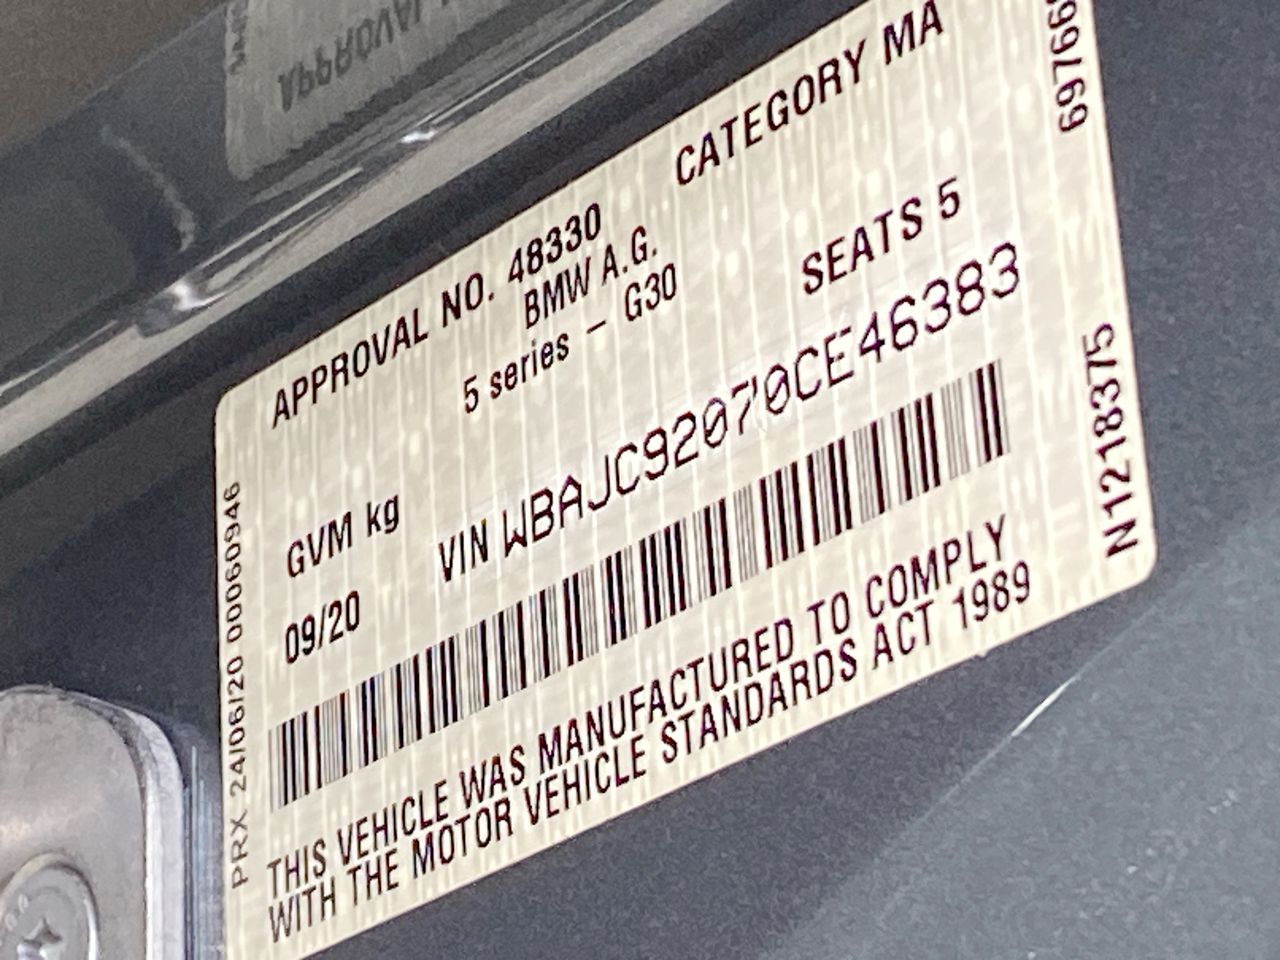 APPROVAL NO. 48330 CATEGORY MA
BMW A.G.
5 series – G30
SEATS 5
GVM kg
VIN WBAJC92070CE46383
09/20
THIS VEHICLE WAS MANUFACTURED TO COMPLY
WITH THE MOTOR VEHICLE STANDARDS ACT 1989
PRX 24/06/20 00060946
N1218375
APPROVAL